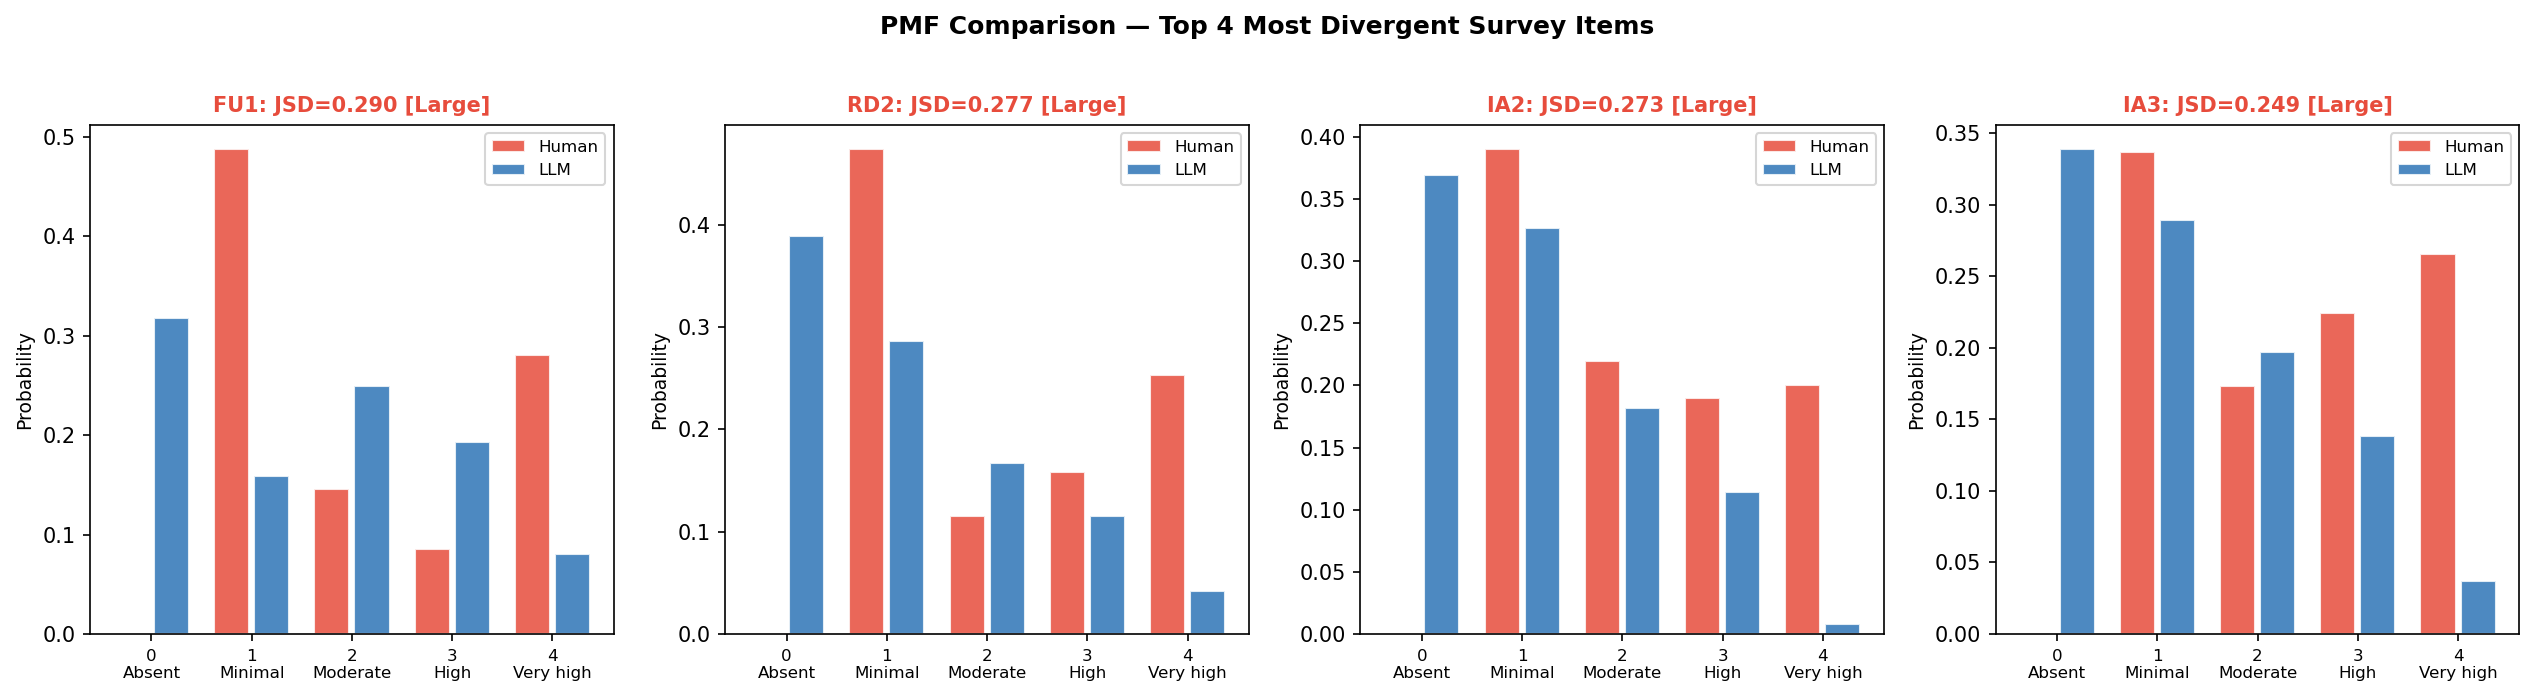 PMF Comparison — Top 4 Most Divergent Survey Items
FU1: JSD=0.290 [Large]
Probability
0.5
0.4
0.3
0.2
0.1
0.0
Human
LLM
0
Absent
1
Minimal
2
Moderate
3
High
4
Very high
RD2: JSD=0.277 [Large]
Probability
0.4
0.3
0.2
0.1
0.0
Human
LLM
0
Absent
1
Minimal
2
Moderate
3
High
4
Very high
IA2: JSD=0.273 [Large]
Probability
0.40
0.35
0.30
0.25
0.20
0.15
0.10
0.05
0.00
Human
LLM
0
Absent
1
Minimal
2
Moderate
3
High
4
Very high
IA3: JSD=0.249 [Large]
Probability
0.35
0.30
0.25
0.20
0.15
0.10
0.05
0.00
Human
LLM
0
Absent
1
Minimal
2
Moderate
3
High
4
Very high